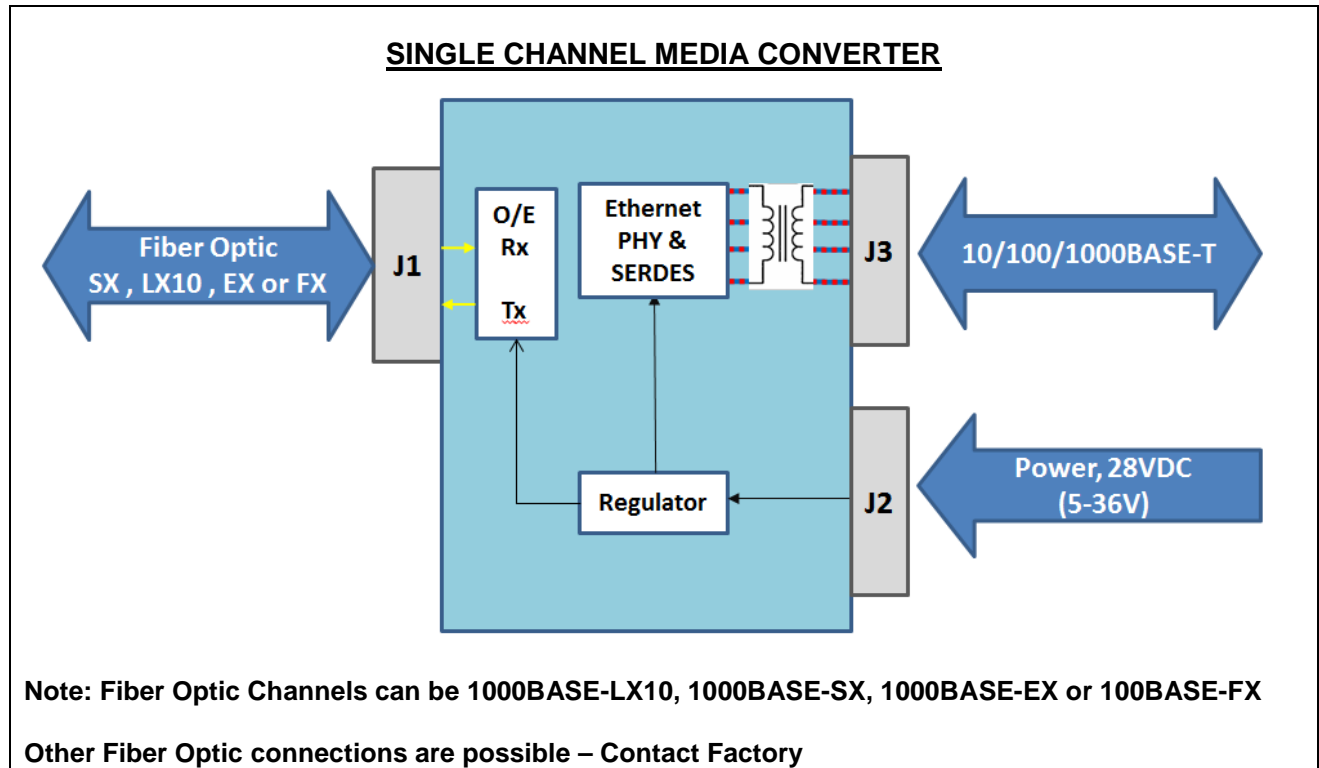 SINGLE CHANNEL MEDIA CONVERTER
Fiber Optic
SX , LX10 , EX or FX
J1
O/E
Rx
Tx
Ethernet
PHY &
SERDES
J3
10/100/1000BASE-T
Regulator
J2
Power, 28VDC
(5-36V)
Note: Fiber Optic Channels can be 1000BASE-LX10, 1000BASE-SX, 1000BASE-EX or 100BASE-FX
Other Fiber Optic connections are possible – Contact Factory